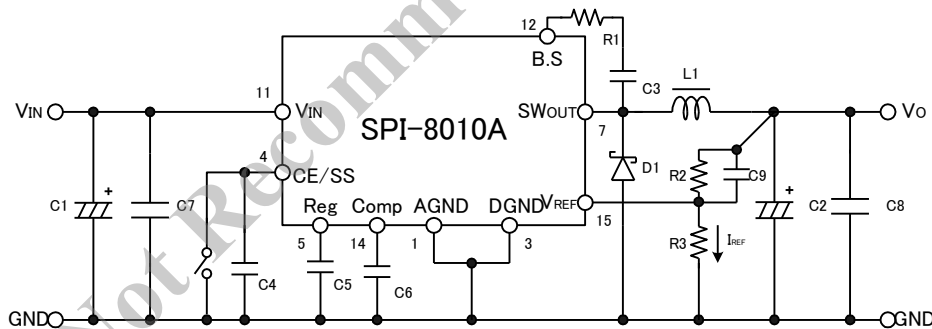 Not Recomm
12
R1
B.S
C3
L1
11
VIN
VIN
SPI-8010A
SWOUT
7
VO
4
CE/SS
D1
R2
C9
C1
+
C7
Reg
Comp
AGND
DGND
VREF
15
+
C2
C8
5
14
1
3
R3
IREF
C4
C5
C6
GND
GND